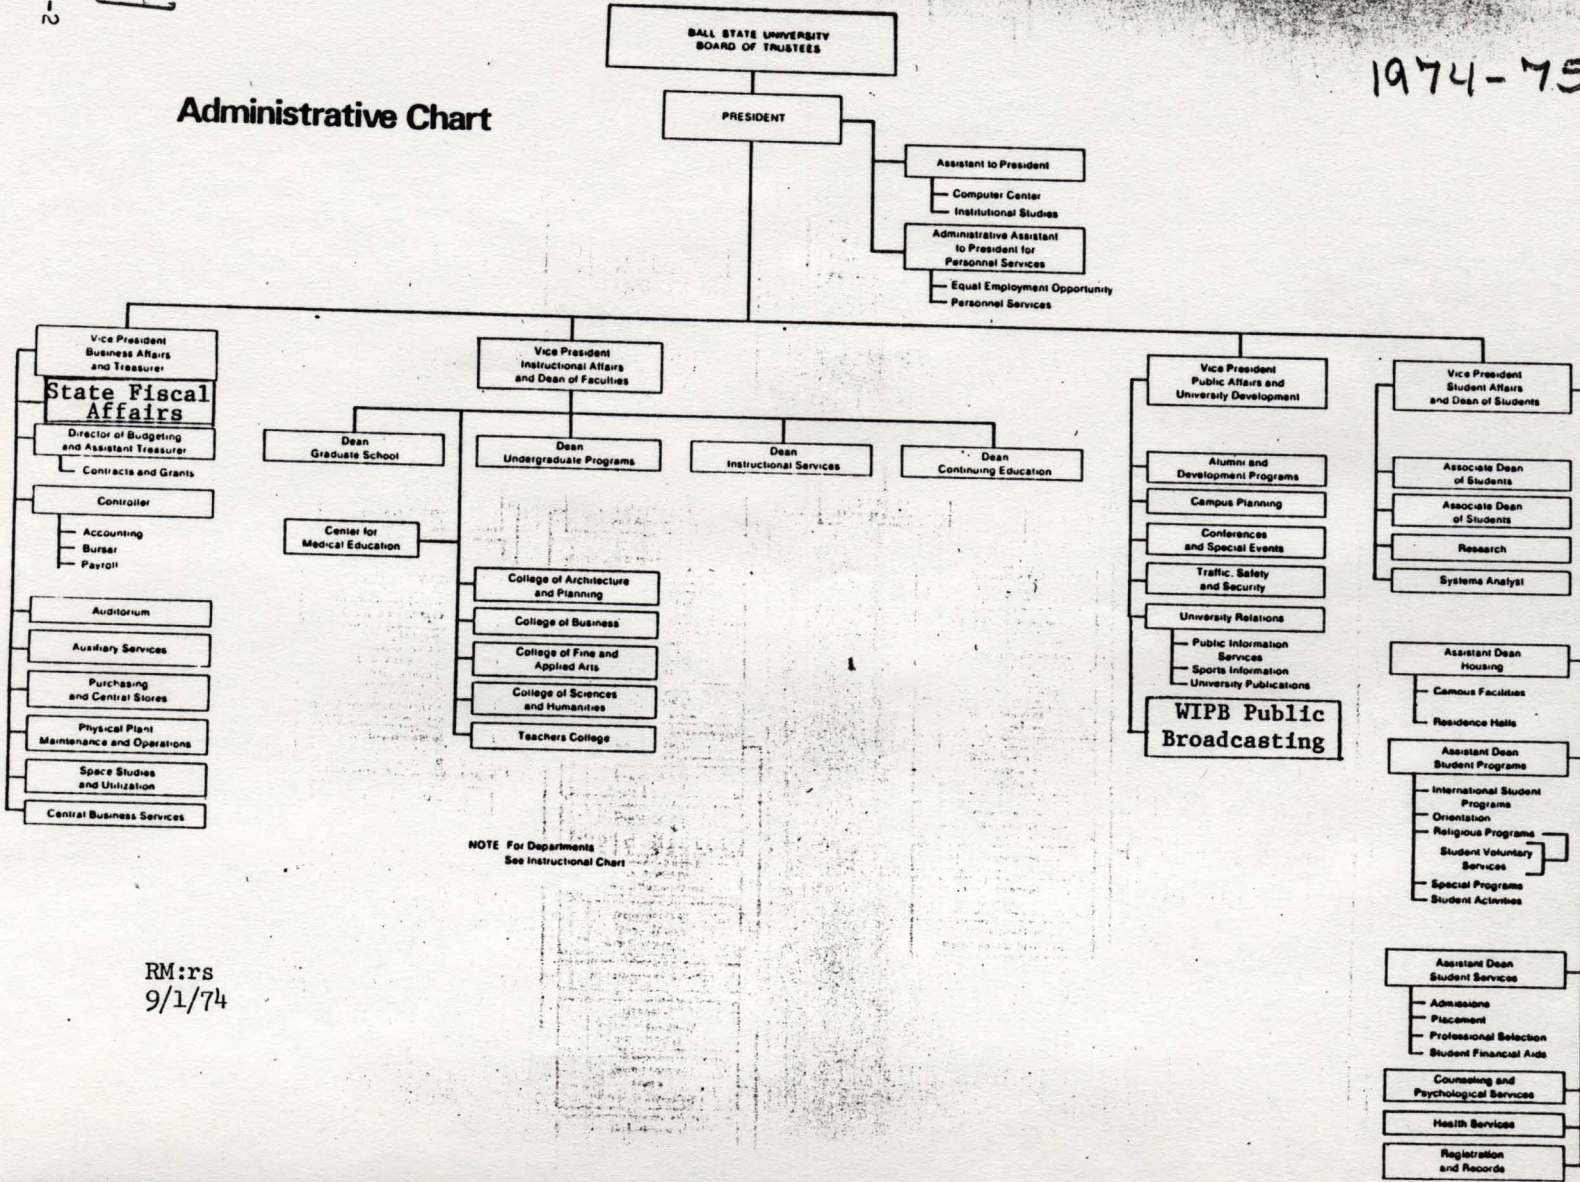 -2
BALL STATE UNIVERSITY
BOARD OF TRUSTEES
1974-75
Administrative Chart
PRESIDENT
Assistant to President
Computer Center
Institutional Studies
Administrative Assistant
to President for
Personnel Services
Equal Employment Opportunity
Personnel Services
Vice President
Business Affairs
and Treasurer
State Fiscal
Affairs
Director of Budgeting
and Assistant Treasurer
Contracts and Grants
Controller
Accounting
Bursar
Payroll
Auditorium
Auxiliary Services
Purchasing
and Central Stores
Physical Plant
Maintenance and Operations
Space Studies
and Utilization
Central Business Services
Vice President
Instructional Affairs
and Dean of Faculties
Dean
Graduate School
Dean
Undergraduate Programs
Dean
Instructional Services
Dean
Continuing Education
Center for
Medical Education
College of Architecture
and Planning
College of Business
College of Fine and
Applied Arts
College of Sciences
and Humanities
Teachers College
NOTE For Departments
See Instructional Chart
Vice President
Public Affairs and
University Development
Alumni and
Development Programs
Campus Planning
Conferences
and Special Events
Traffic, Safety
and Security
University Relations
Public Information
Services
Sports Information
University Publications
WIPB Public
Broadcasting
Vice President
Student Affairs
and Dean of Students
Associate Dean
of Students
Associate Dean
of Students
Research
Systems Analyst
Assistant Dean
Housing
Camous Facilities
Residence Halls
Assistant Dean
Student Programs
International Student
Programs
Orientation
Religious Programs
Student Voluntary
Services
Special Programs
Student Activities
Assistant Dean
Student Services
Admissions
Placement
Professional Selection
Student Financial Aids
Counseling and
Psychological Services
Health Services
Registration
and Records
RM:rs
9/1/74